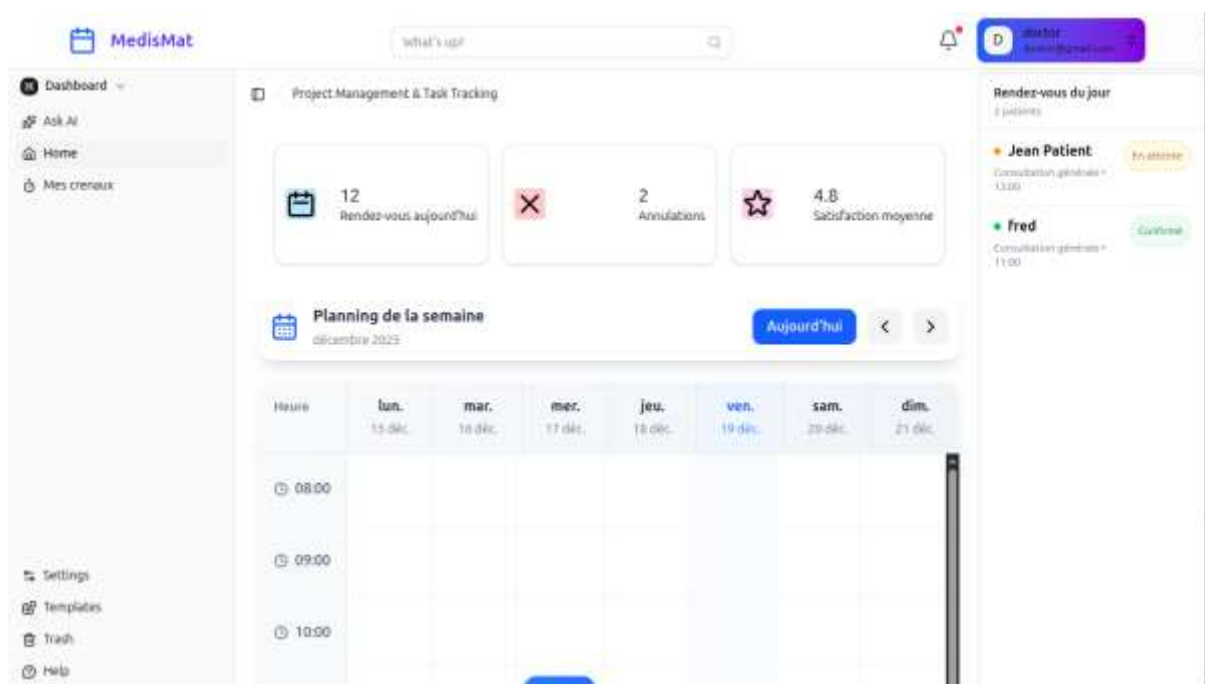 MedisMat
What's up?
D
doctor
Dashboard
Ask AI
Home
Mes crenaux
Settings
Templates
Trash
Help
Project Management & Task Tracking
12
Rendez-vous aujourd'hui
2
Annulations
4.8
Satisfaction moyenne
Planning de la semaine
décembre 2025
Aujourd'hui
Heure
lun. mar. mer. jeu. ven. sam. dim.
15 déc. 16 déc. 17 déc. 18 déc. 19 déc. 20 déc. 21 déc.
08:00
09:00
10:00
Rendez-vous du jour
2 patients
Jean Patient
En attente
Consultation générale •
13:00
fred
Confirmé
Consultation générale •
11:00